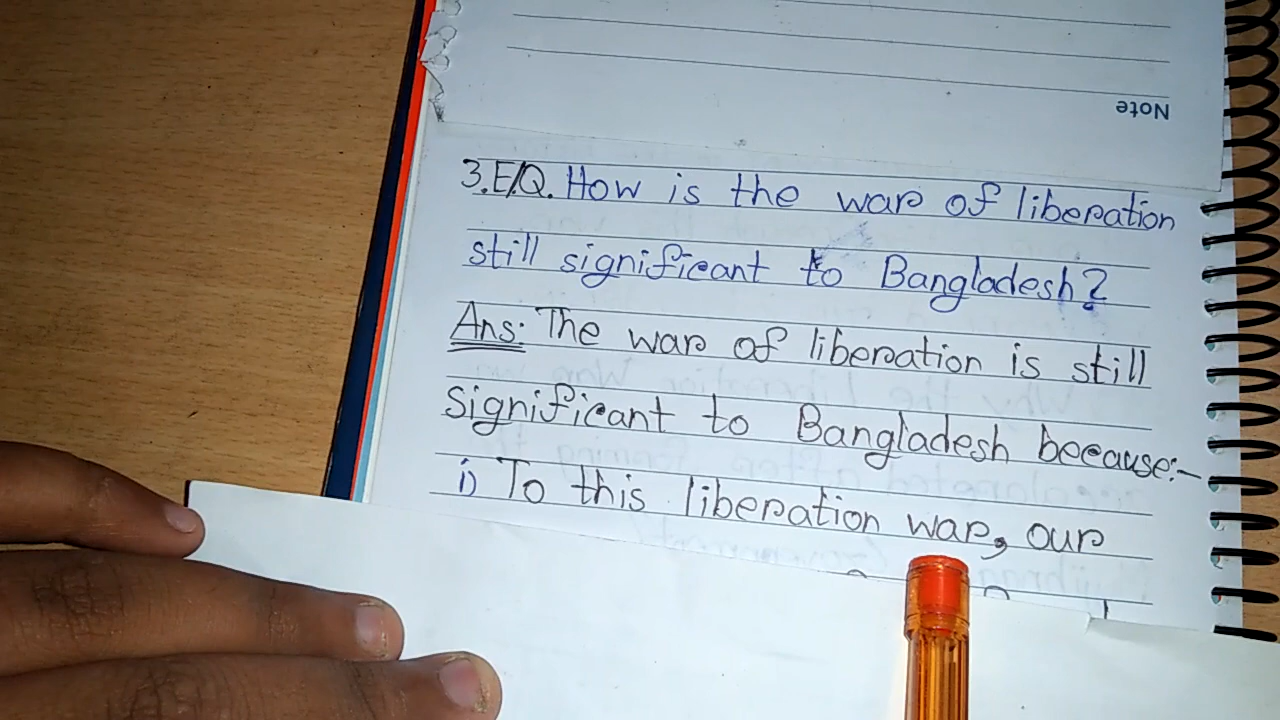 Note
3.E/Q. How is the war of liberation
still significant to Bangladesh?
Ans: The war of liberation is still
significant to Bangladesh because:-
i) To this liberation war, our